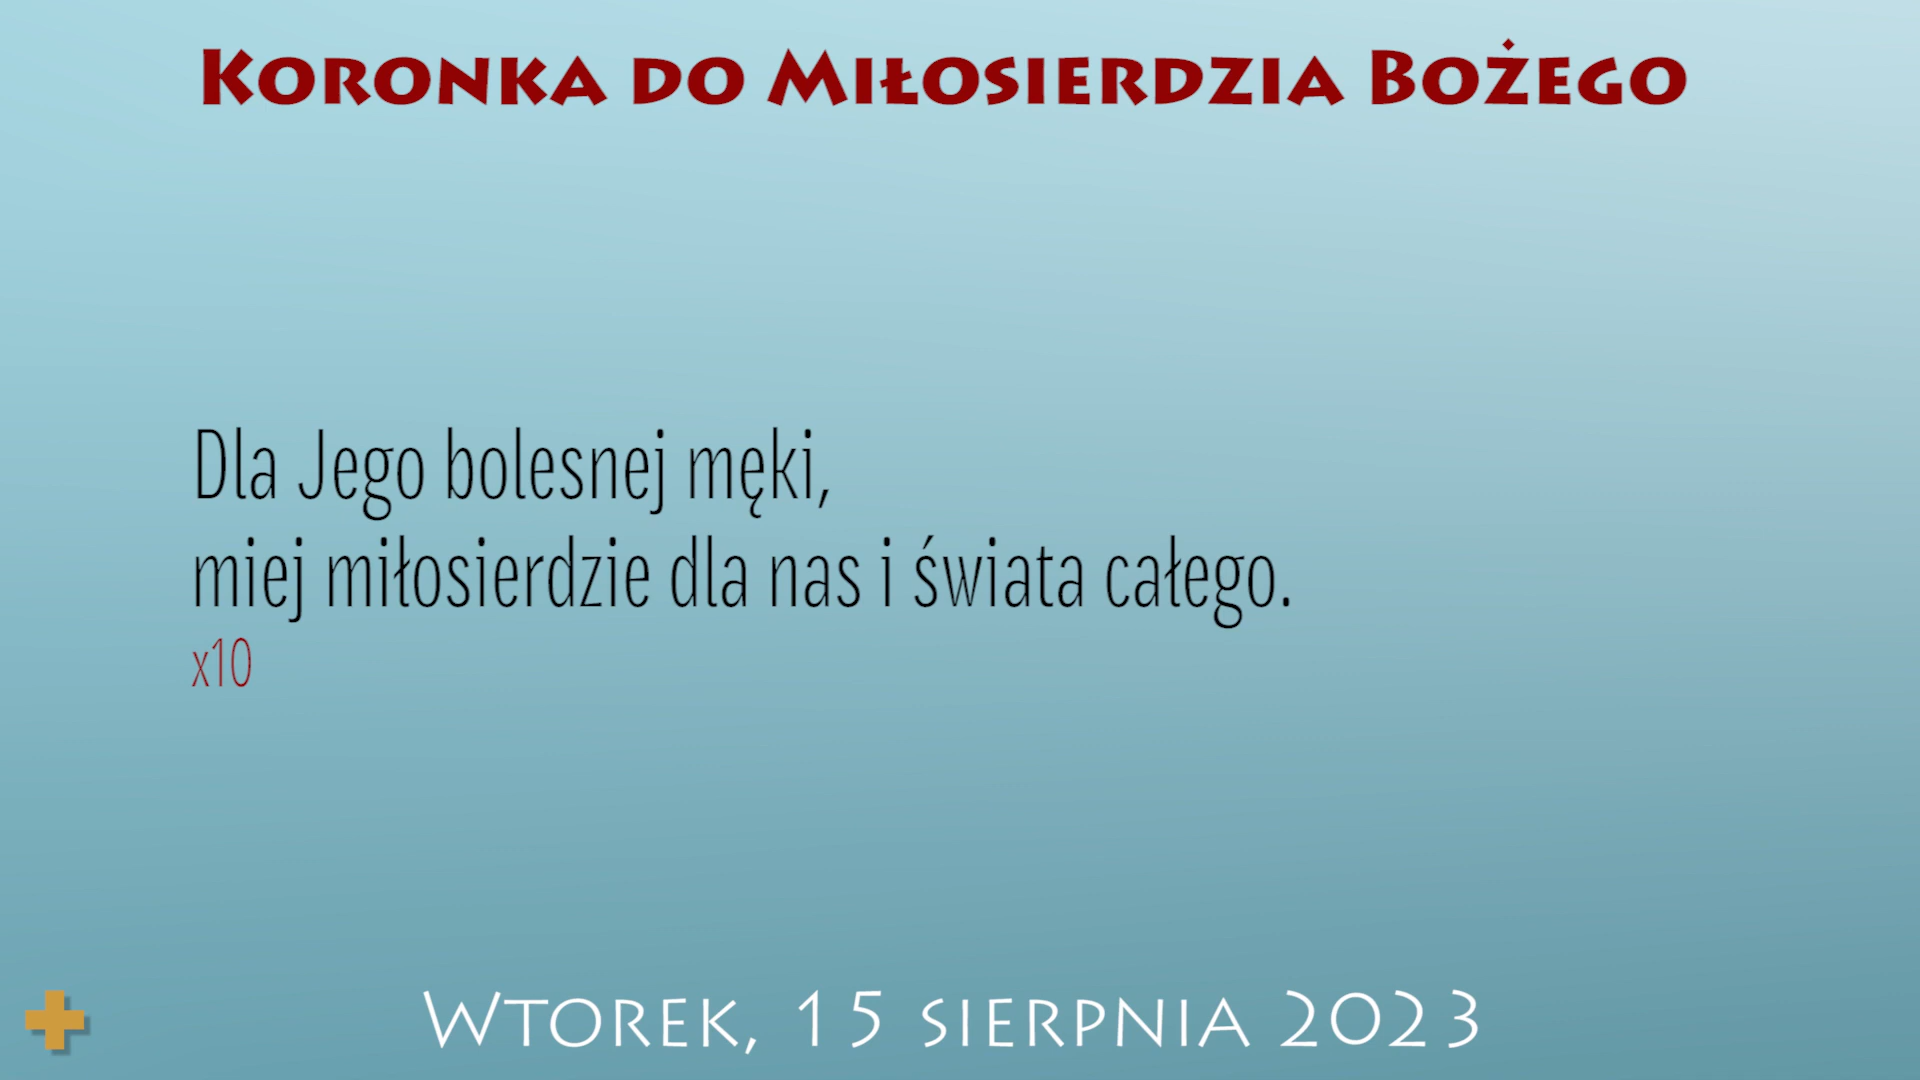 Koronka do Miłosierdzia Bożego
Dla Jego bolesnej męki,
miej miłosierdzie dla nas i świata całego.
x10
Wtorek, 15 sierpnia 2023